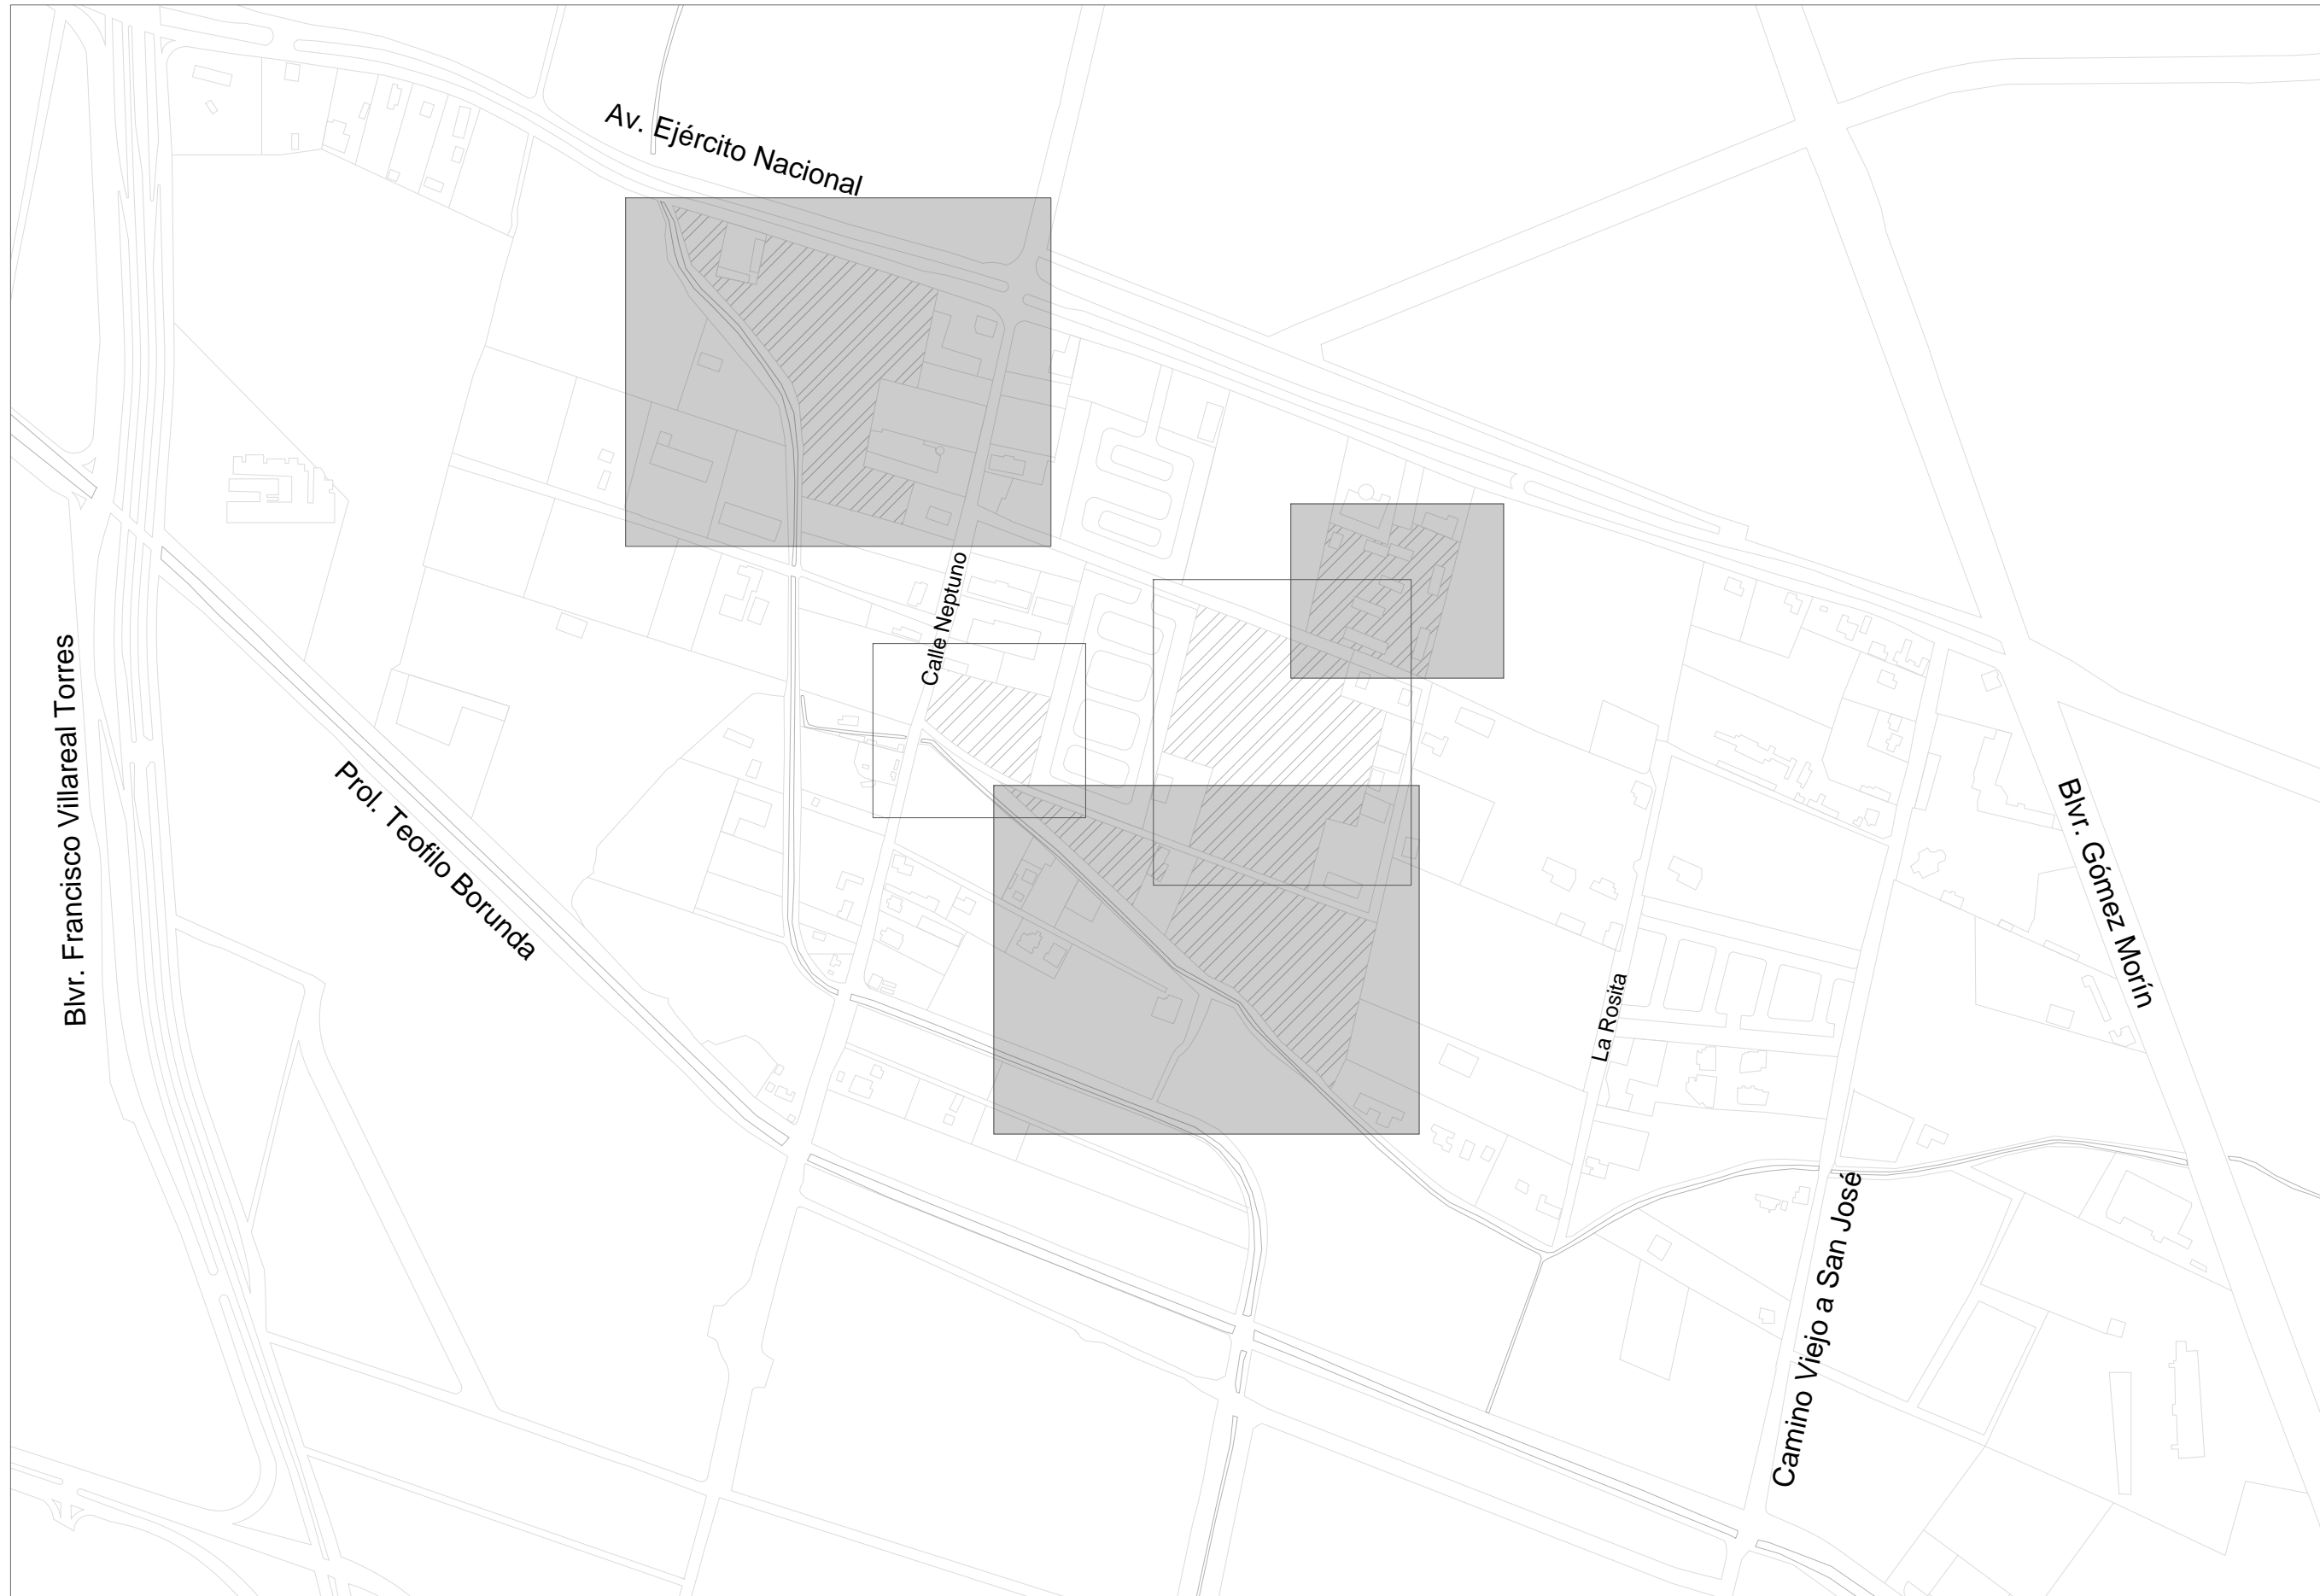 Av. Ejército Nacional
Calle Neptuno
Blvr. Francisco Villareal Torres
Prol. Teofilo Borunda
La Rosita
Blvr. Gómez Morín
Camino Viejo a San José